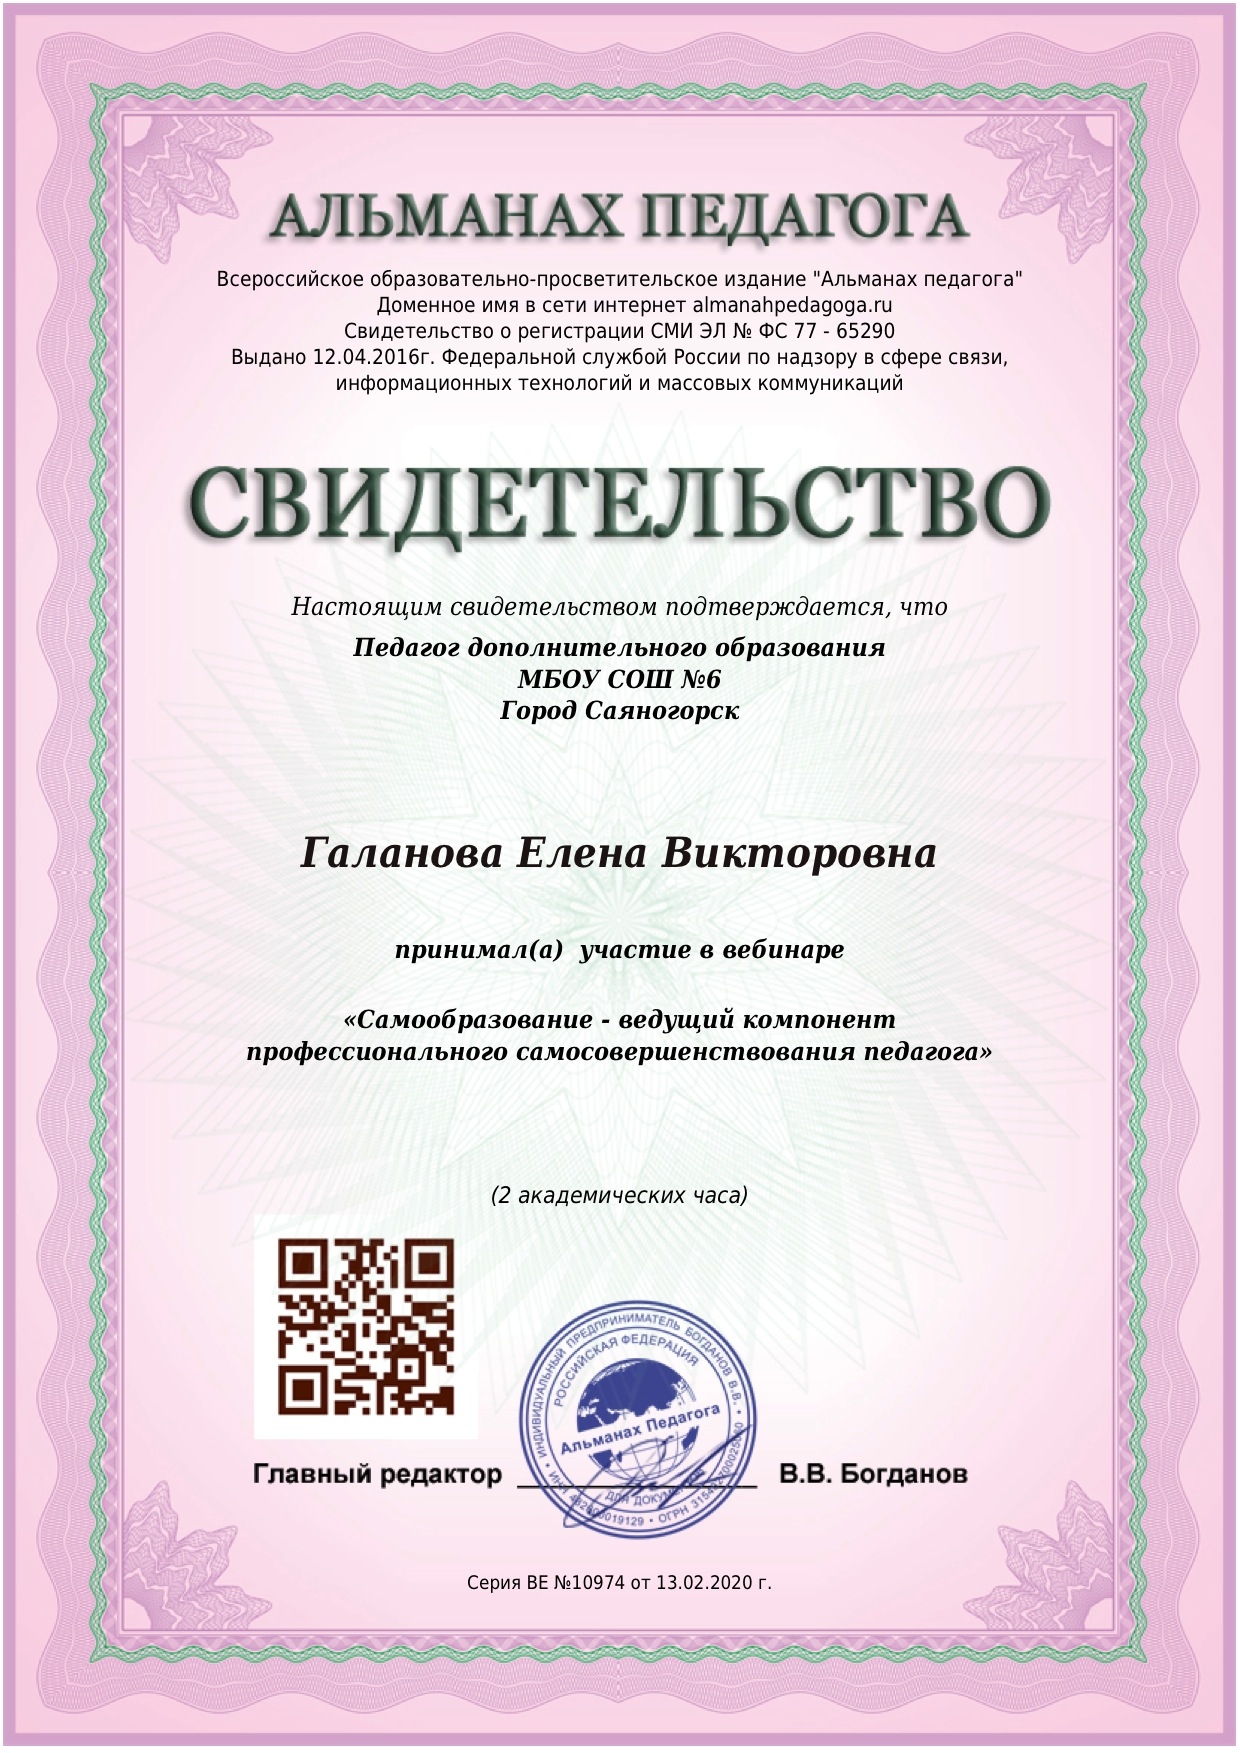 АЛЬМАНАХ ПЕДАГОГА
Всероссийское образовательно-просветительское издание "Альманах педагога"
Доменное имя в сети интернет almanahpedagoga.ru
Свидетельство о регистрации СМИ ЭЛ № ФС 77 - 65290
Выдано 12.04.2016г. Федеральной службой России по надзору в сфере связи,
информационных технологий и массовых коммуникаций
СВИДЕТЕЛЬСТВО
Настоящим свидетельством подтверждается, что
Педагог дополнительного образования
МБОУ СОШ №6
Город Саяногорск
Галанова Елена Викторовна
принимал(а) участие в вебинаре
«Самообразование - ведущий компонент
профессионального самосовершенствования педагога»
(2 академических часа)
ИНДИВИДУАЛЬНЫЙ ПРЕДПРИНИМАТЕЛЬ БОГДАНОВ В.В.
РОССИЙСКАЯ ФЕДЕРАЦИЯ
Альманах Педагога
ДЛЯ
ИНН
ОГРН
Главный редактор
В.В. Богданов
Серия ВЕ №10974 от 13.02.2020 г.